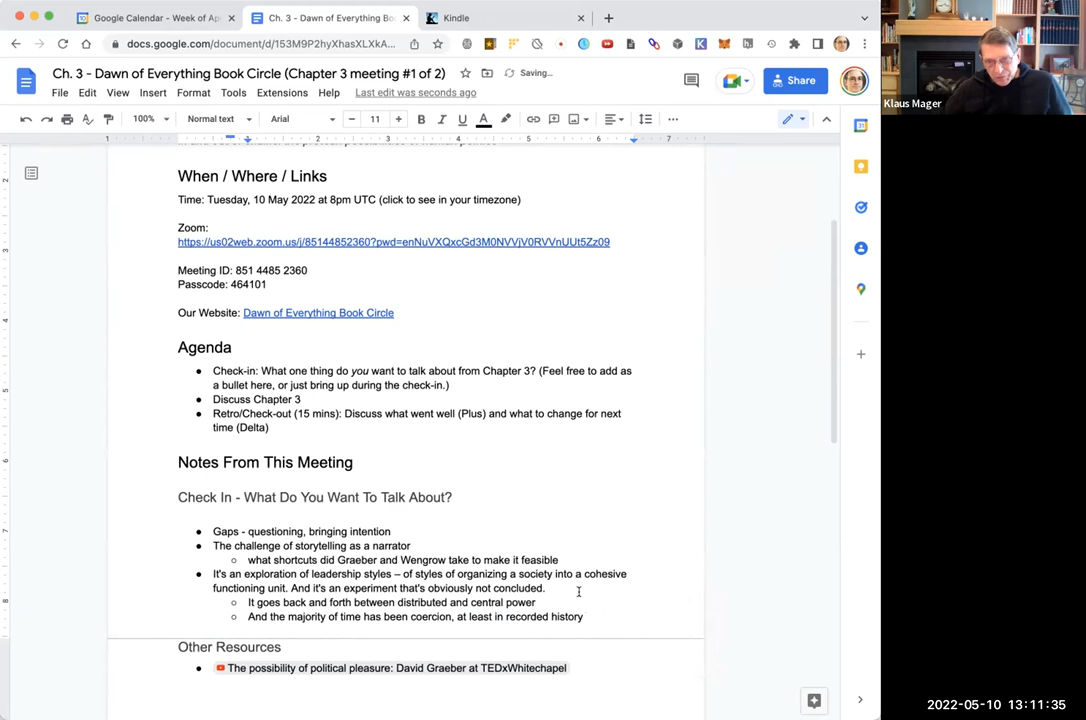 Google Calendar - Week of Ap
Ch. 3 - Dawn of Everything Bo
Kindle
docs.google.com/document/d/153M9P2hyXhasXLXkA...
Klaus Mager
Ch. 3 - Dawn of Everything Book Circle (Chapter 3 meeting #1 of 2)
Saving...
Share
File Edit View Insert Format Tools Extensions Help Last edit was seconds ago
100% Normal text Arial 11
1 2 3 4 5 6 7
When / Where / Links
Time: Tuesday, 10 May 2022 at 8pm UTC (click to see in your timezone)
Zoom:
https://us02web.zoom.us/j/85144852360?pwd=enNuVXQxcGd3M0NVVjV0RVVnUUt5Zz09
Meeting ID: 851 4485 2360
Passcode: 464101
Our Website: Dawn of Everything Book Circle
Agenda
Check-in: What one thing do you want to talk about from Chapter 3? (Feel free to add as
a bullet here, or just bring up during the check-in.)
Discuss Chapter 3
Retro/Check-out (15 mins): Discuss what went well (Plus) and what to change for next
time (Delta)
Notes From This Meeting
Check In - What Do You Want To Talk About?
Gaps - questioning, bringing intention
The challenge of storytelling as a narrator
what shortcuts did Graeber and Wengrow take to make it feasible
It's an exploration of leadership styles – of styles of organizing a society into a cohesive
functioning unit. And it's an experiment that's obviously not concluded.
It goes back and forth between distributed and central power
And the majority of time has been coercion, at least in recorded history
Other Resources
The possibility of political pleasure: David Graeber at TEDxWhitechapel
2022-05-10 13:11:35